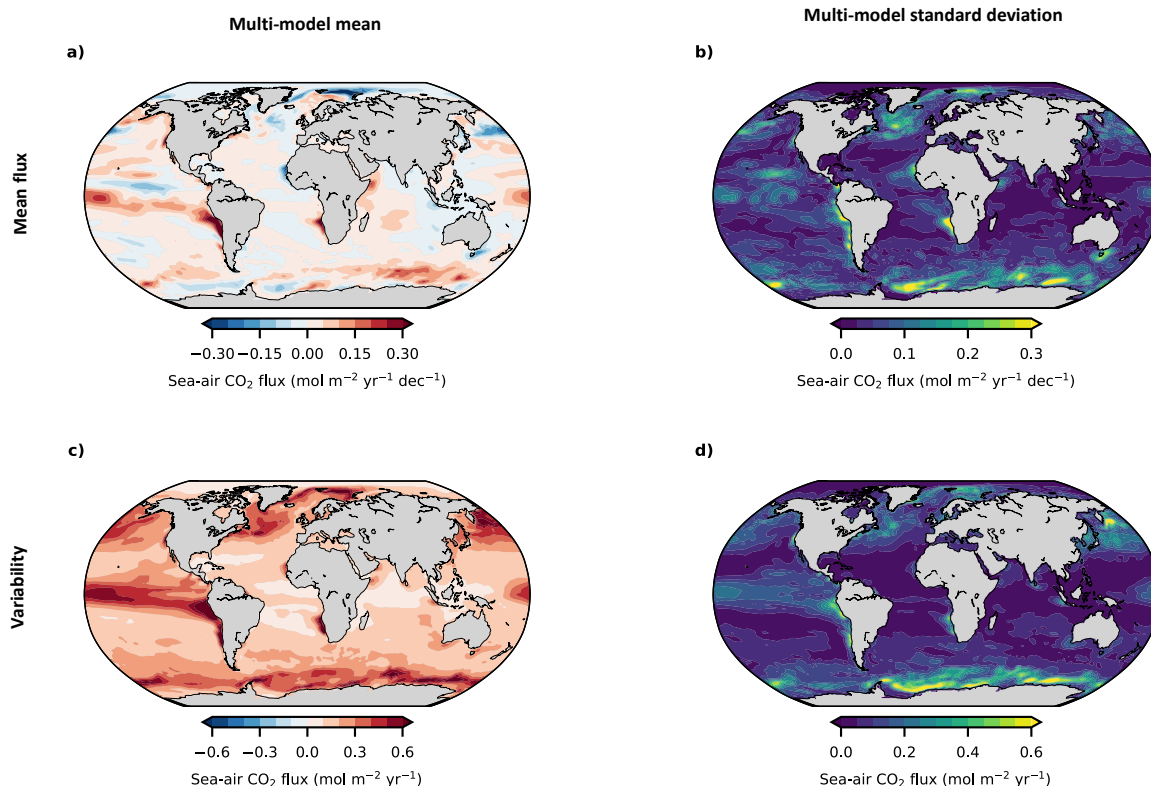 Multi-model mean
Multi-model standard deviation
a)
b)
Mean flux
−0.30 −0.15 0.00 0.15 0.30
Sea-air CO₂ flux (mol m⁻² yr⁻¹ dec⁻¹)
0.0 0.1 0.2 0.3
Sea-air CO₂ flux (mol m⁻² yr⁻¹ dec⁻¹)
c)
d)
Variability
−0.6 −0.3 0.0 0.3 0.6
Sea-air CO₂ flux (mol m⁻² yr⁻¹)
0.0 0.2 0.4 0.6
Sea-air CO₂ flux (mol m⁻² yr⁻¹)